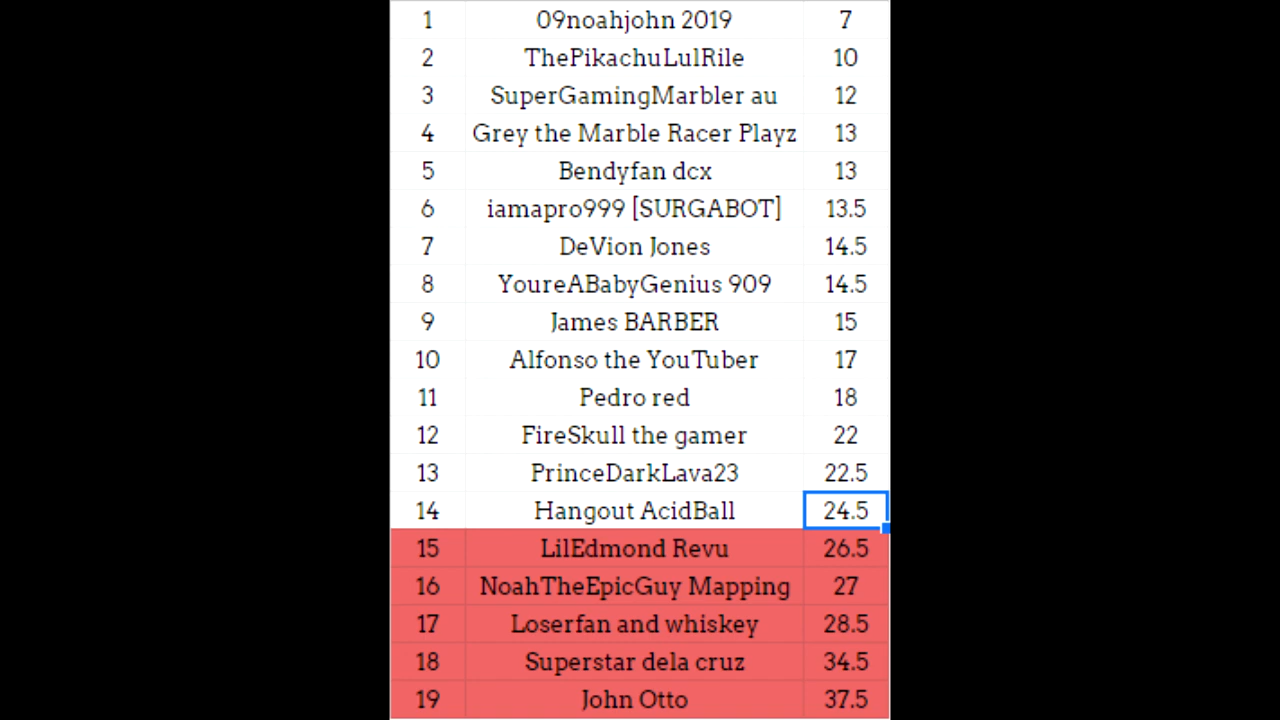 1 09noahjohn 2019 7
2 ThePikachuLulRile 10
3 SuperGamingMarbler au 12
4 Grey the Marble Racer Playz 13
5 Bendyfan dcx 13
6 iamapro999 [SURGABOT] 13.5
7 DeVion Jones 14.5
8 YoureABabyGenius 909 14.5
9 James BARBER 15
10 Alfonso the YouTuber 17
11 Pedro red 18
12 FireSkull the gamer 22
13 PrinceDarkLava23 22.5
14 Hangout AcidBall 24.5
15 LilEdmond Revu 26.5
16 NoahTheEpicGuy Mapping 27
17 Loserfan and whiskey 28.5
18 Superstar dela cruz 34.5
19 John Otto 37.5